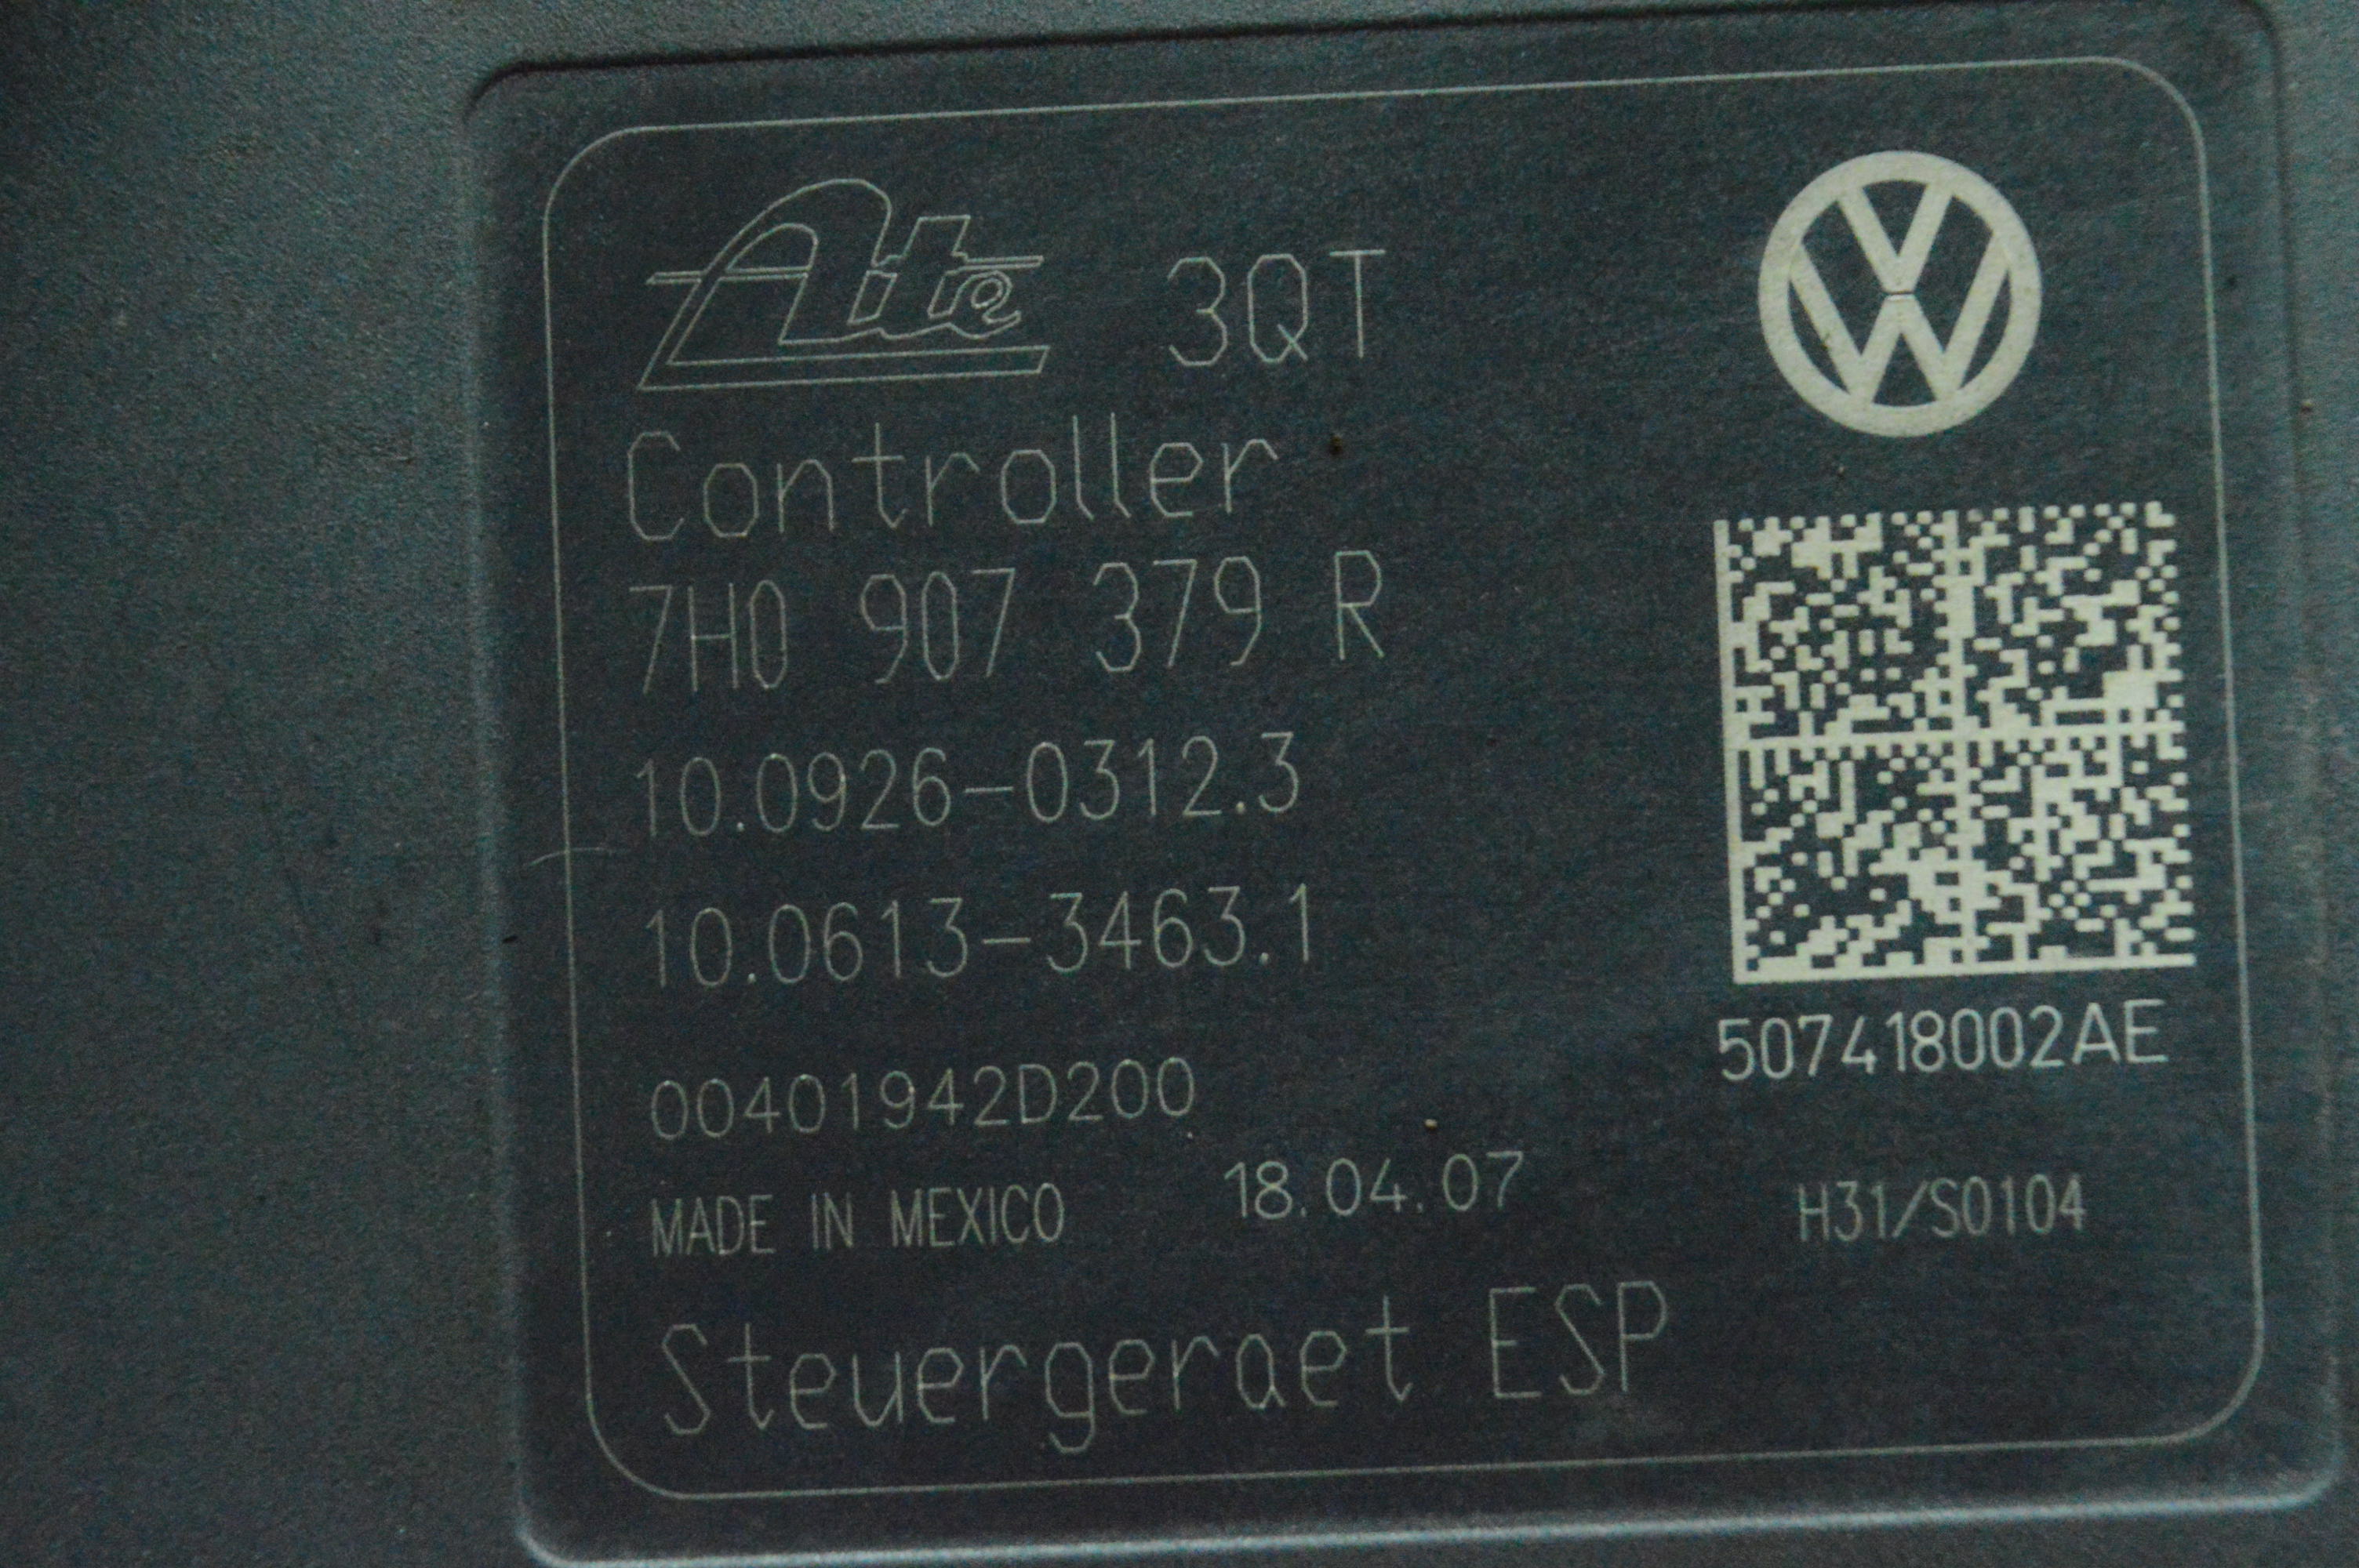 Ate 3QT
Controller
7H0 907 379 R
10.0926-0312.3
10.0613-3463.1
507418002AE
00401942D200
MADE IN MEXICO 18.04.07 H31/S0104
Steuergeraet ESP